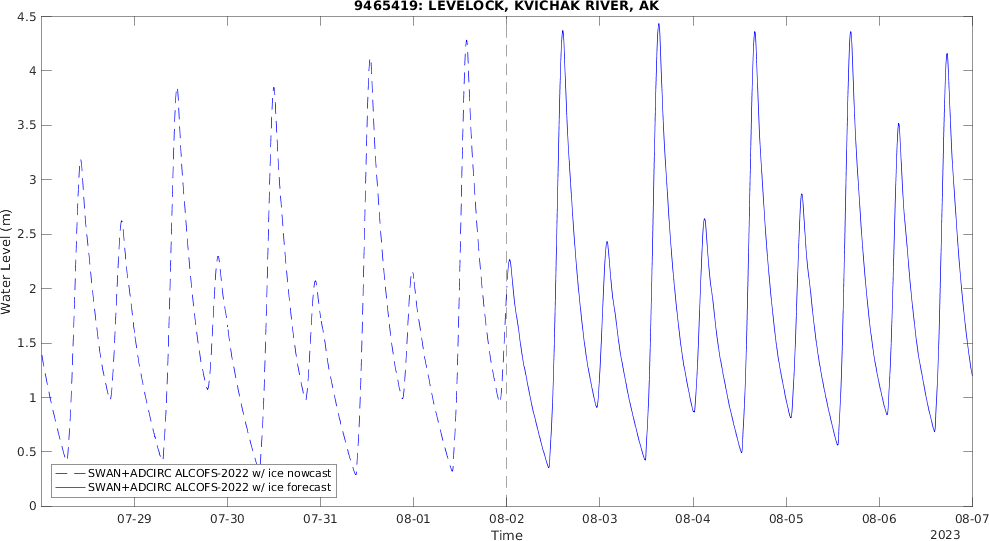 9465419: LEVELOCK, KVICHAK RIVER, AK
4.5
4
3.5
3
2.5
2
1.5
1
0.5
0
Water Level (m)
SWAN+ADCIRC ALCOFS-2022 w/ ice nowcast
SWAN+ADCIRC ALCOFS-2022 w/ ice forecast
07-29 07-30 07-31 08-01 08-02 08-03 08-04 08-05 08-06 08-07
Time
2023